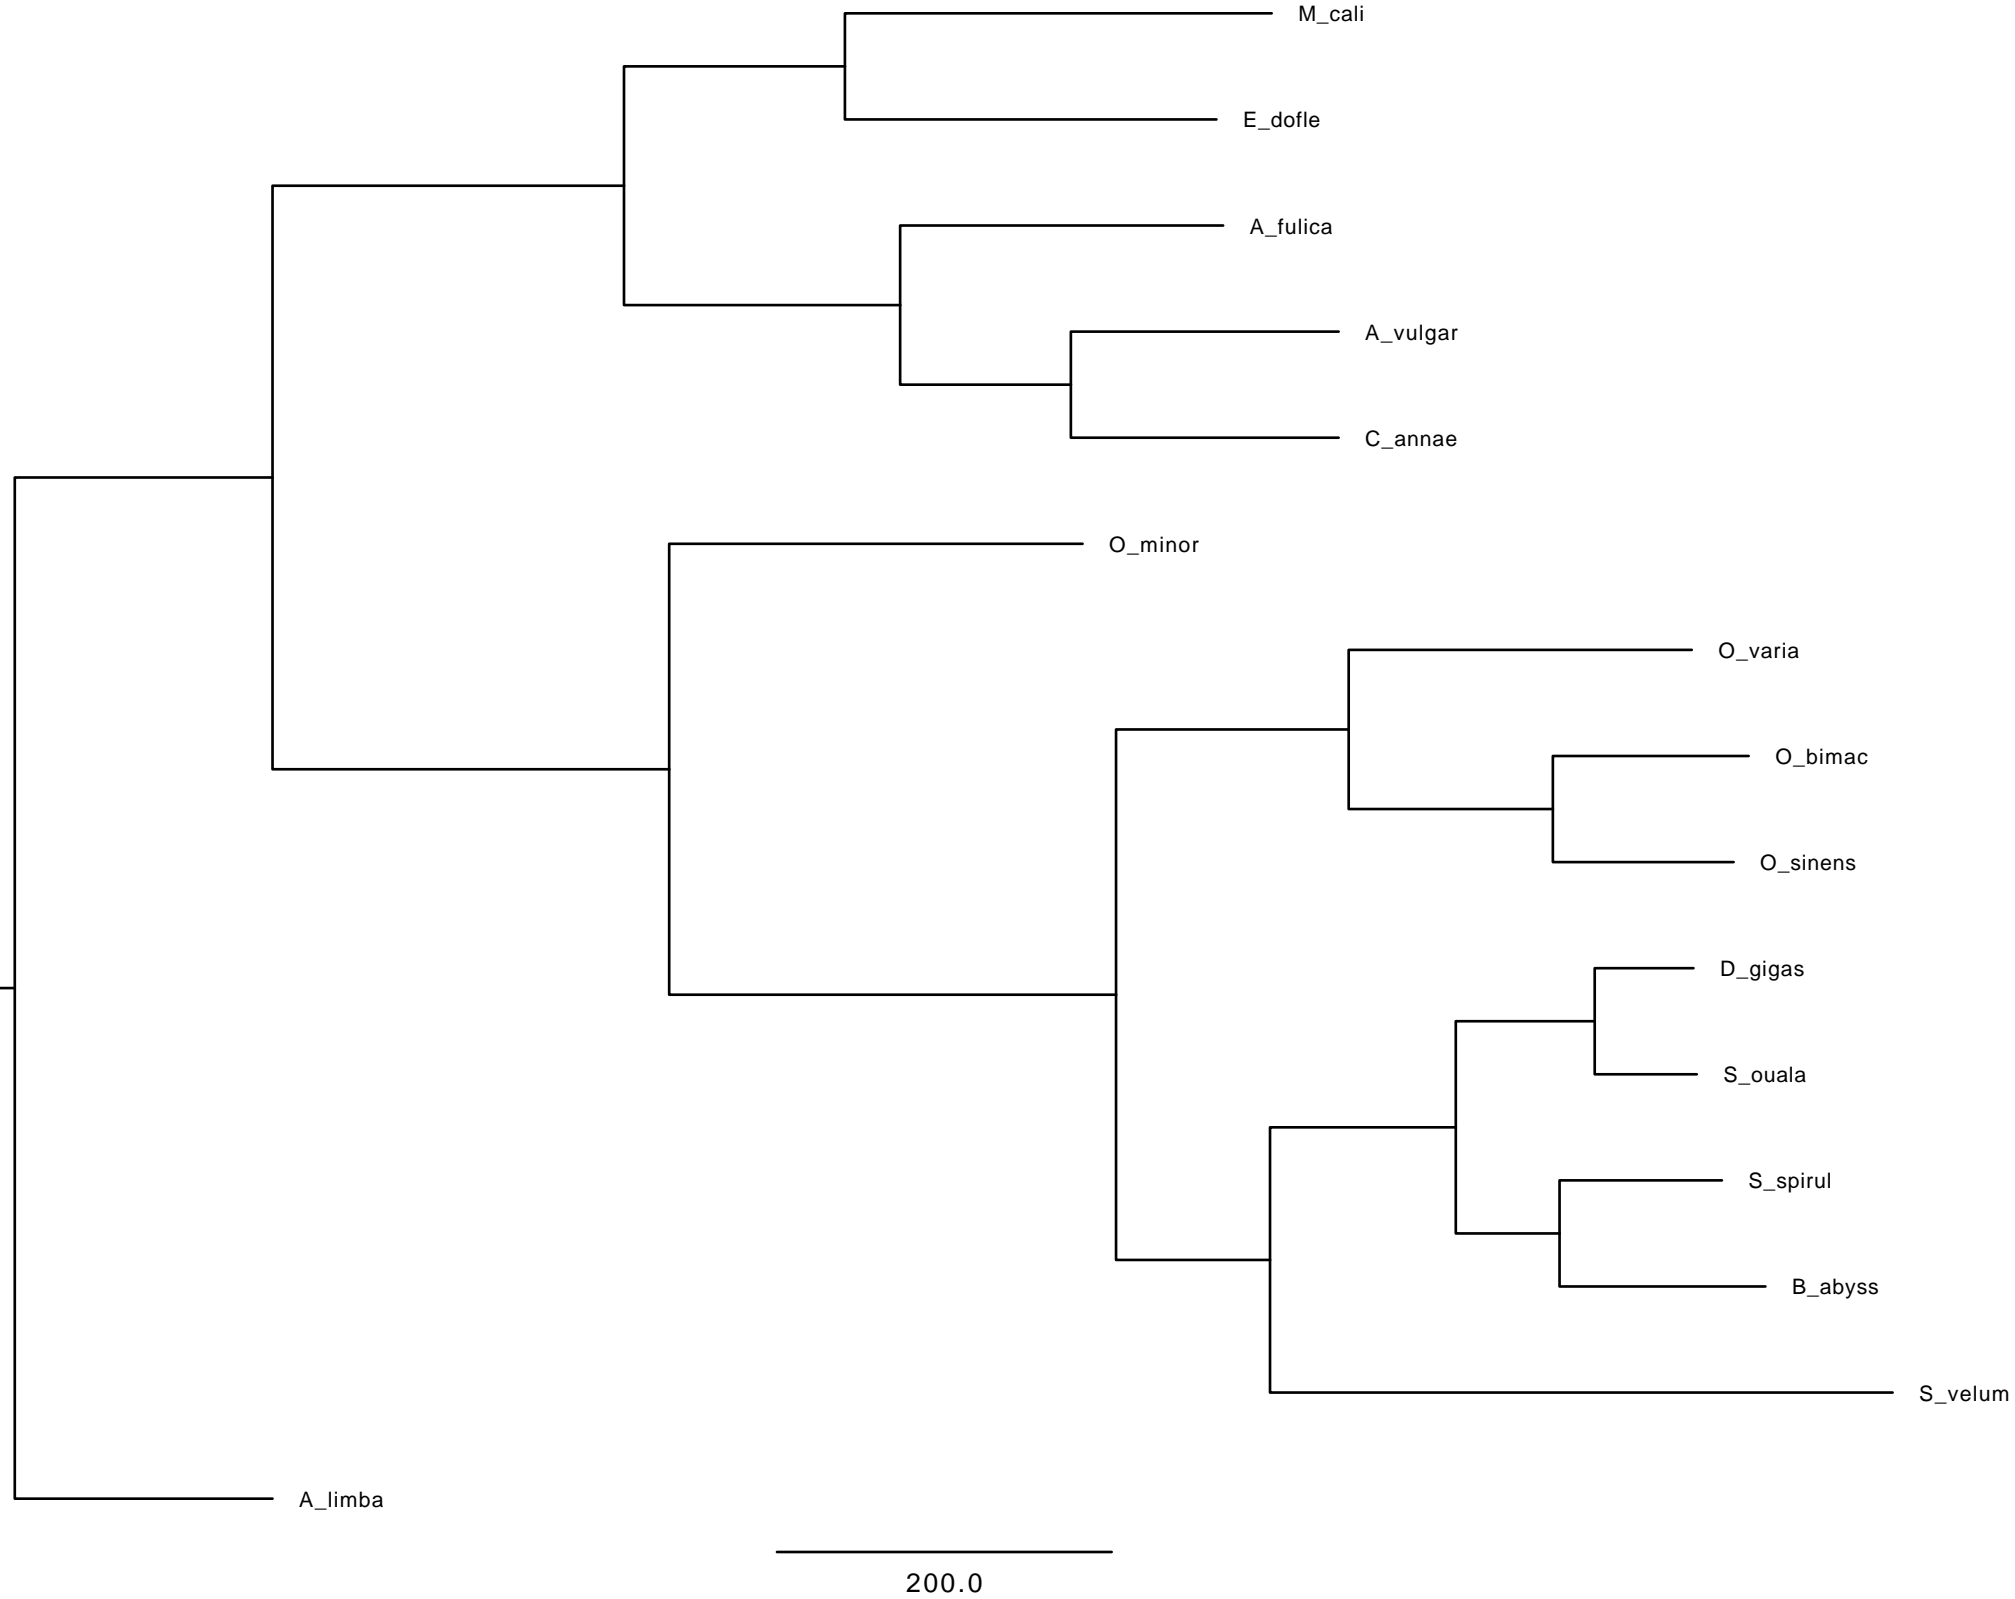 M_cali
E_dofle
A_fulica
A_vulgar
C_annae
O_minor
O_varia
O_bimac
O_sinens
D_gigas
S_ouala
S_spirul
B_abyss
S_velum
A_limba
200.0